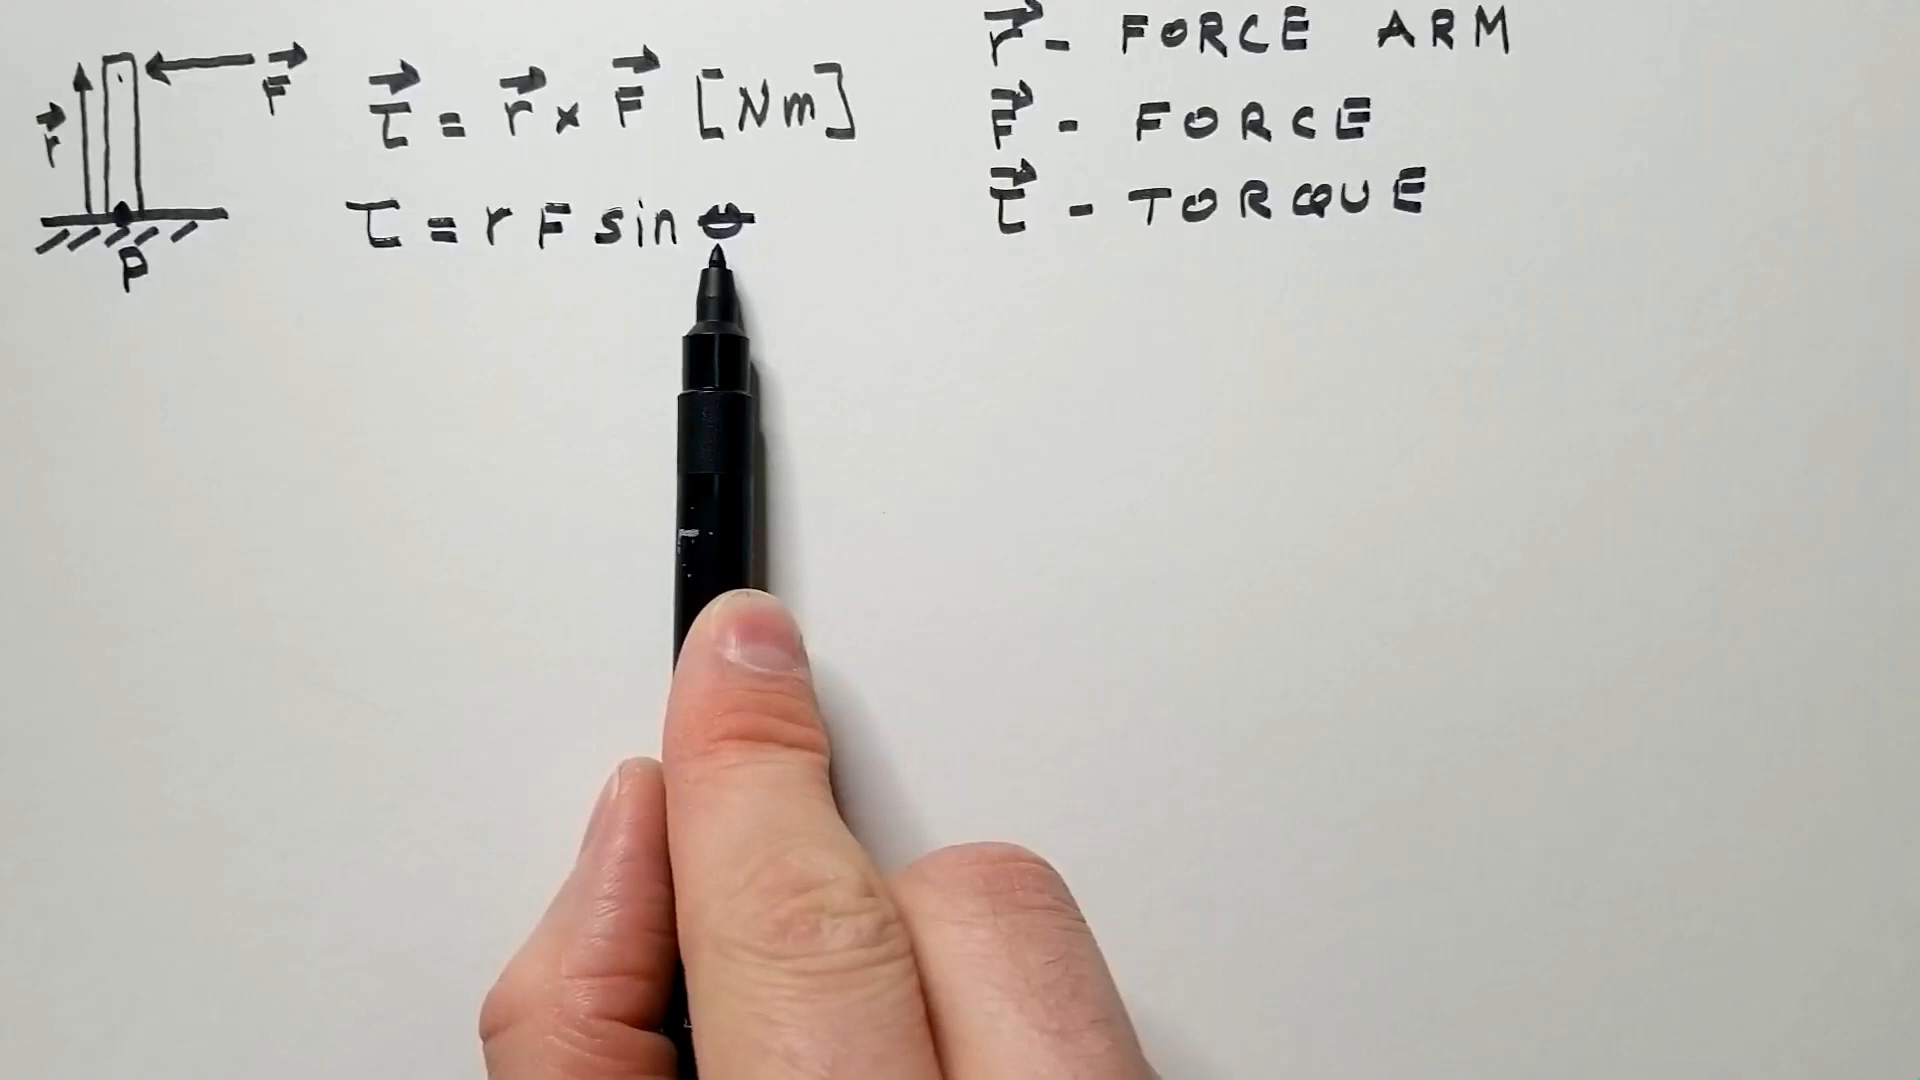 F⃗
r⃗
P
τ⃗ = r⃗ × F⃗ [Nm]
τ = r F sin θ
r⃗ - FORCE ARM
F⃗ - FORCE
τ⃗ - TORQUE